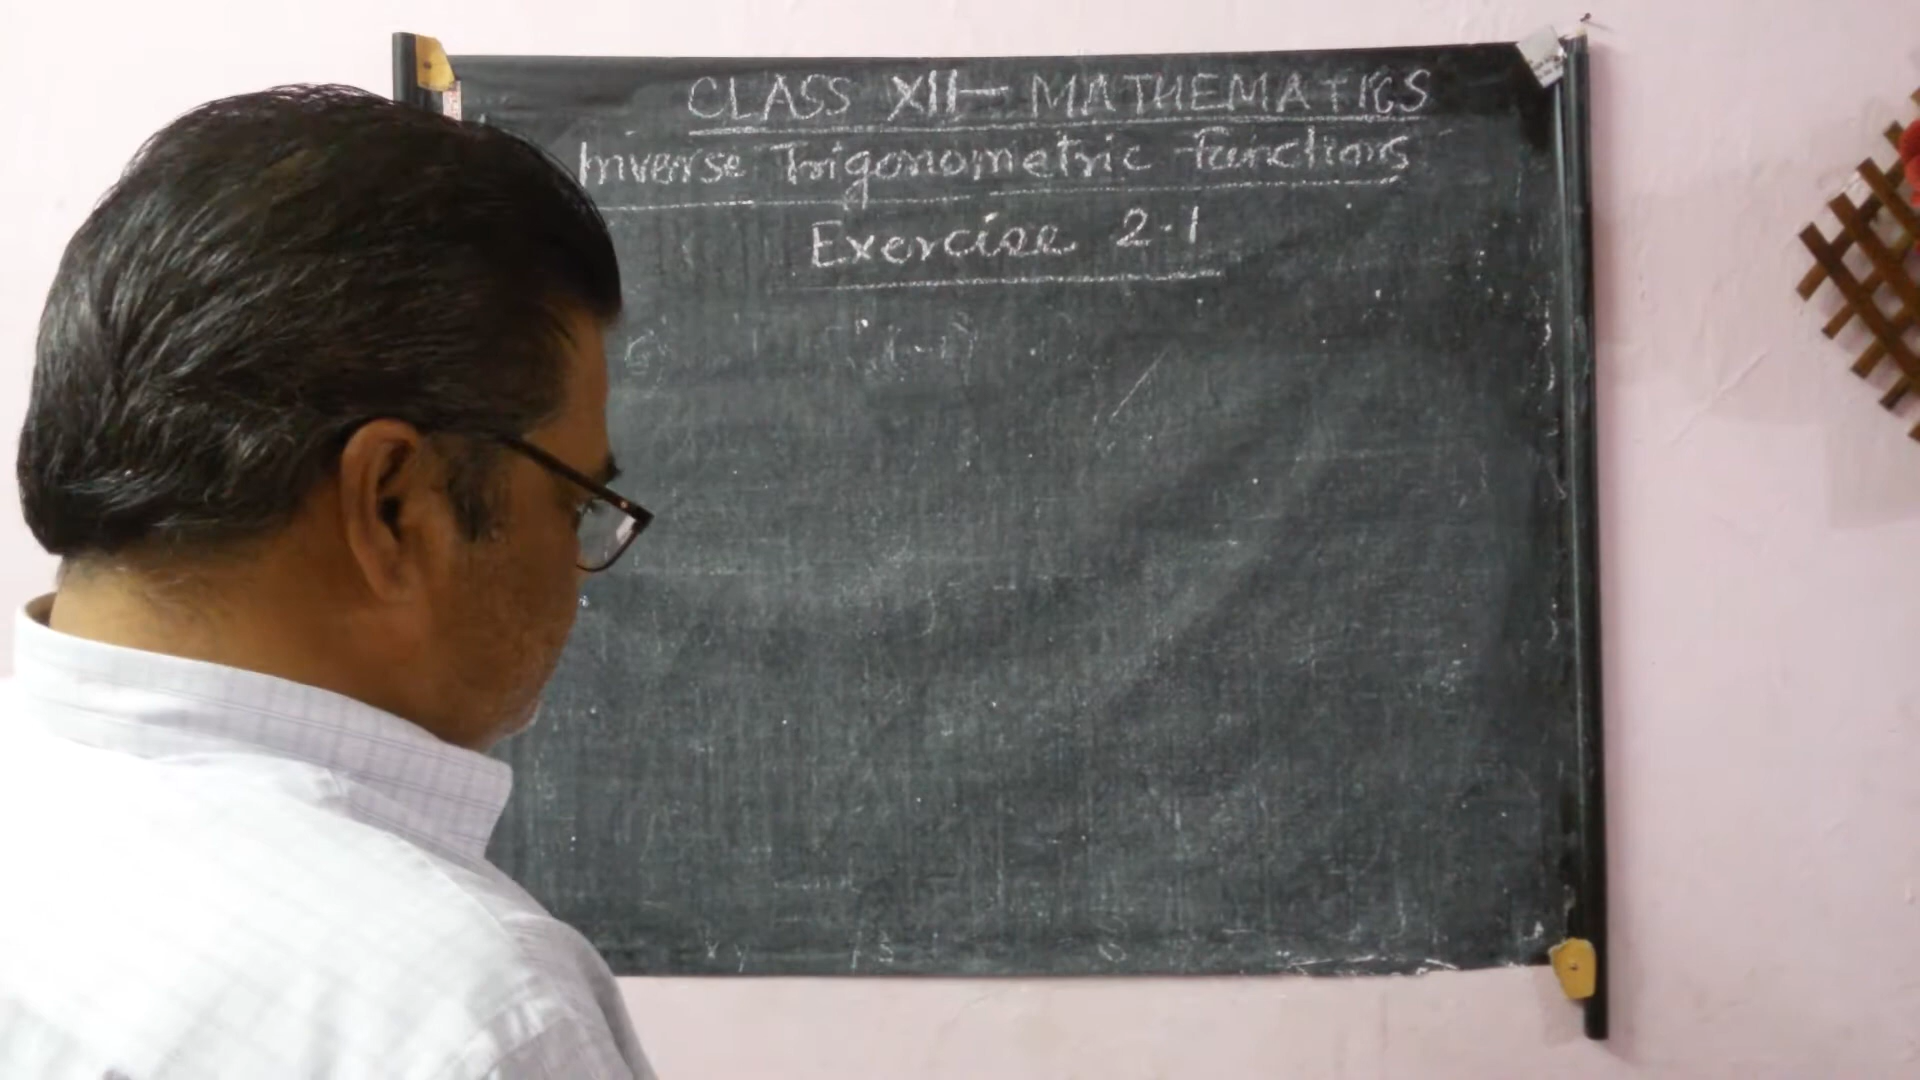 CLASS XII- MATHEMATICS
Inverse Trigonometric Functions
Exercise 2.1